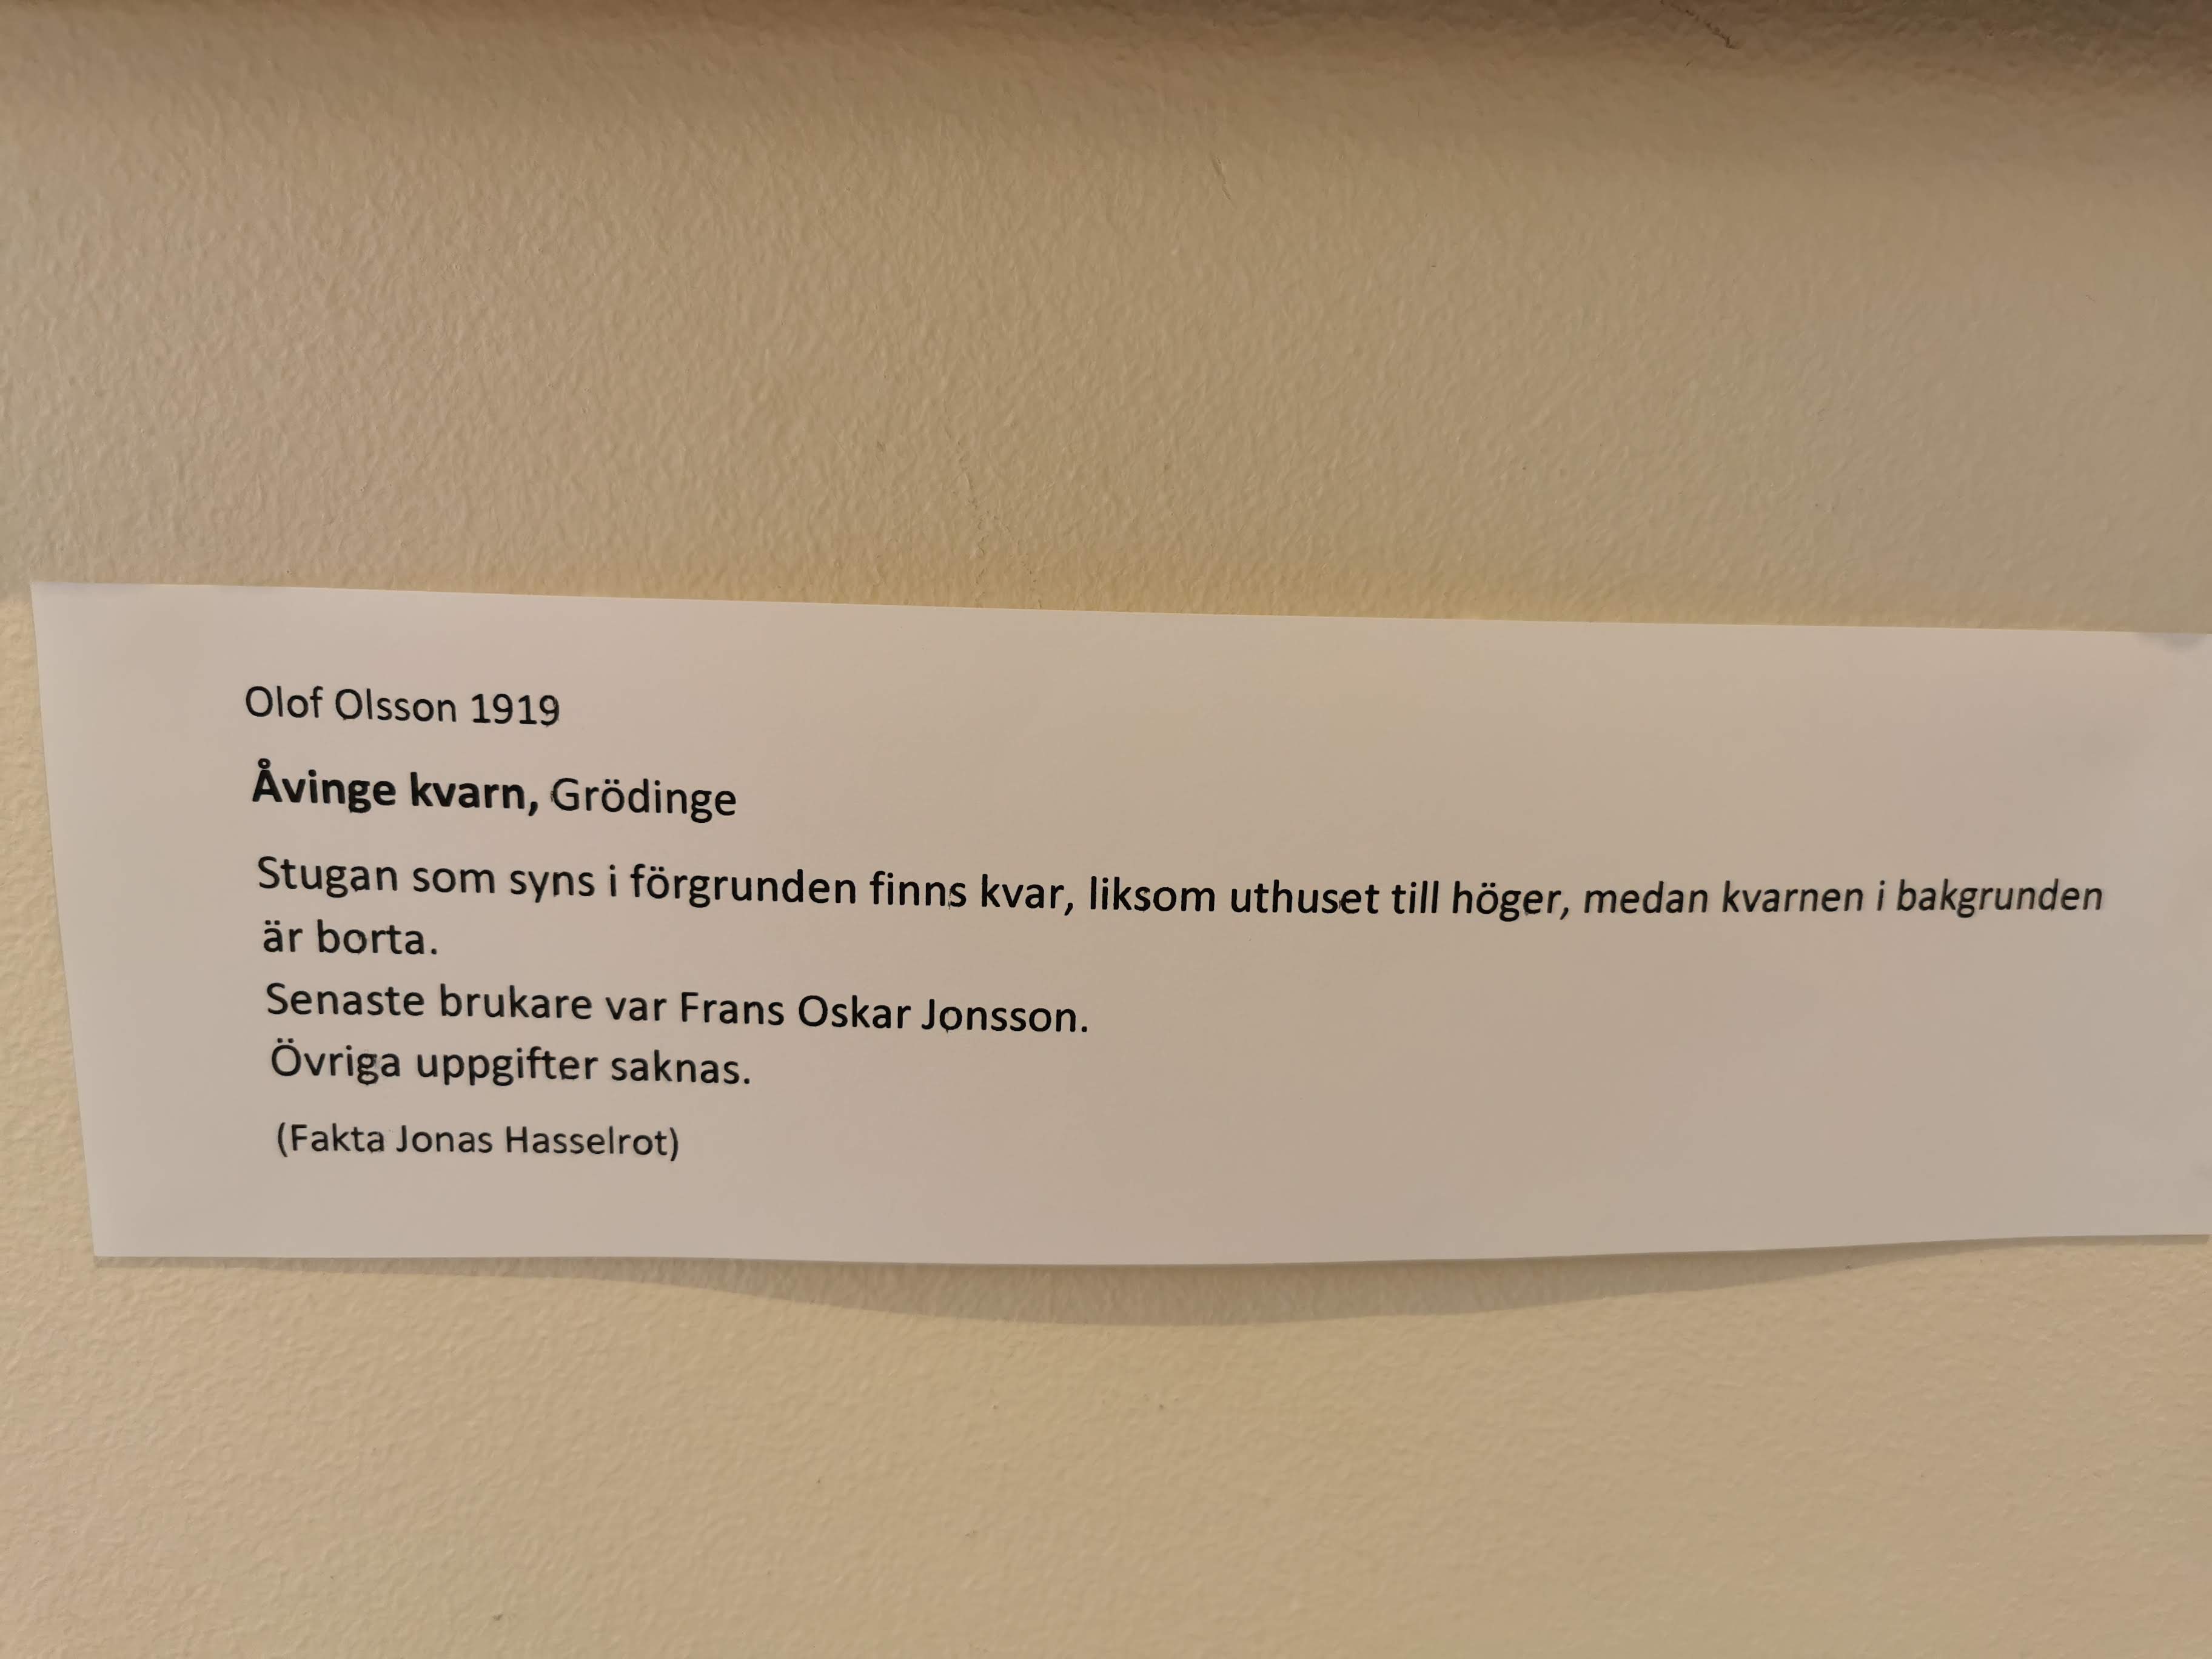 Olof Olsson 1919
Åvinge kvarn, Grödinge
Stugan som syns i förgrunden finns kvar, liksom uthuset till höger, medan kvarnen i bakgrunden
är borta.
Senaste brukare var Frans Oskar Jonsson.
Övriga uppgifter saknas.
(Fakta Jonas Hasselrot)